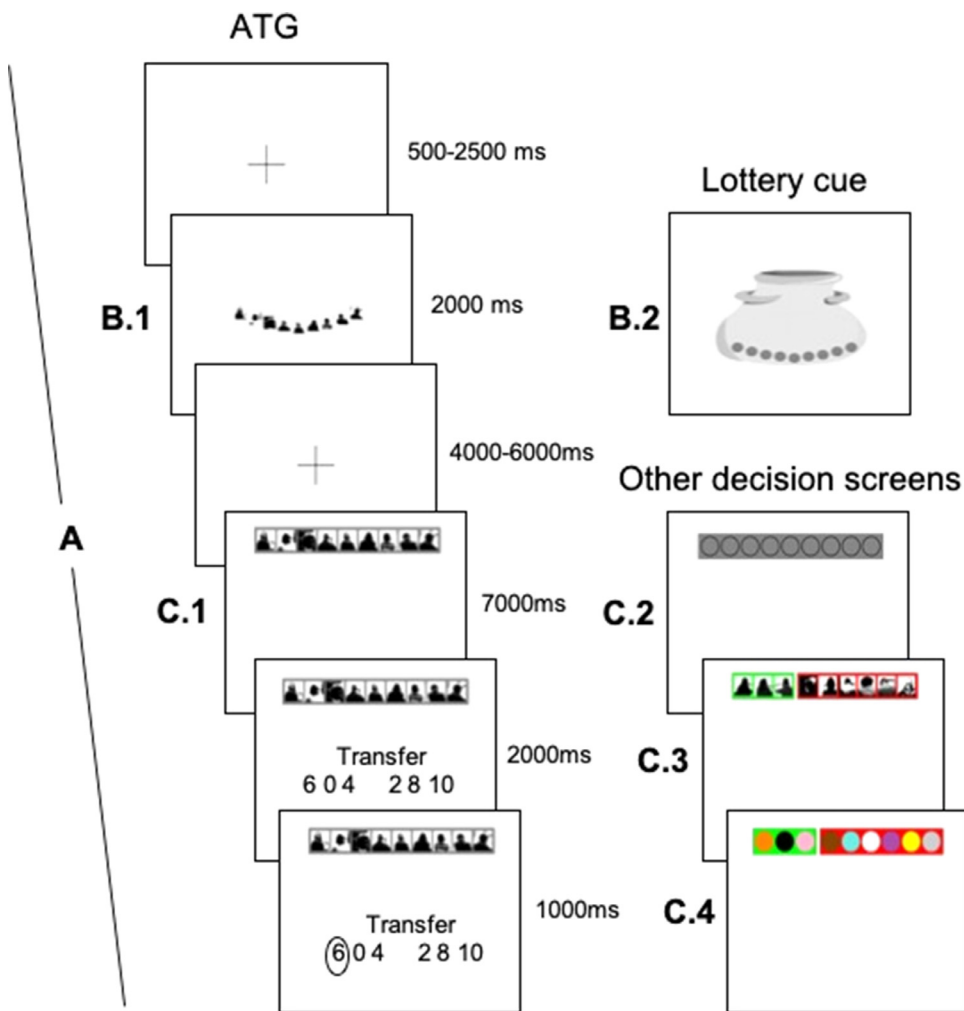 ATG
500-2500 ms
Lottery cue
B.1
2000 ms
B.2
4000-6000ms
Other decision screens
A
C.1
7000ms
C.2
Transfer
6 0 4 2 8 10
2000ms
C.3
Transfer
6 0 4 2 8 10
1000ms
C.4